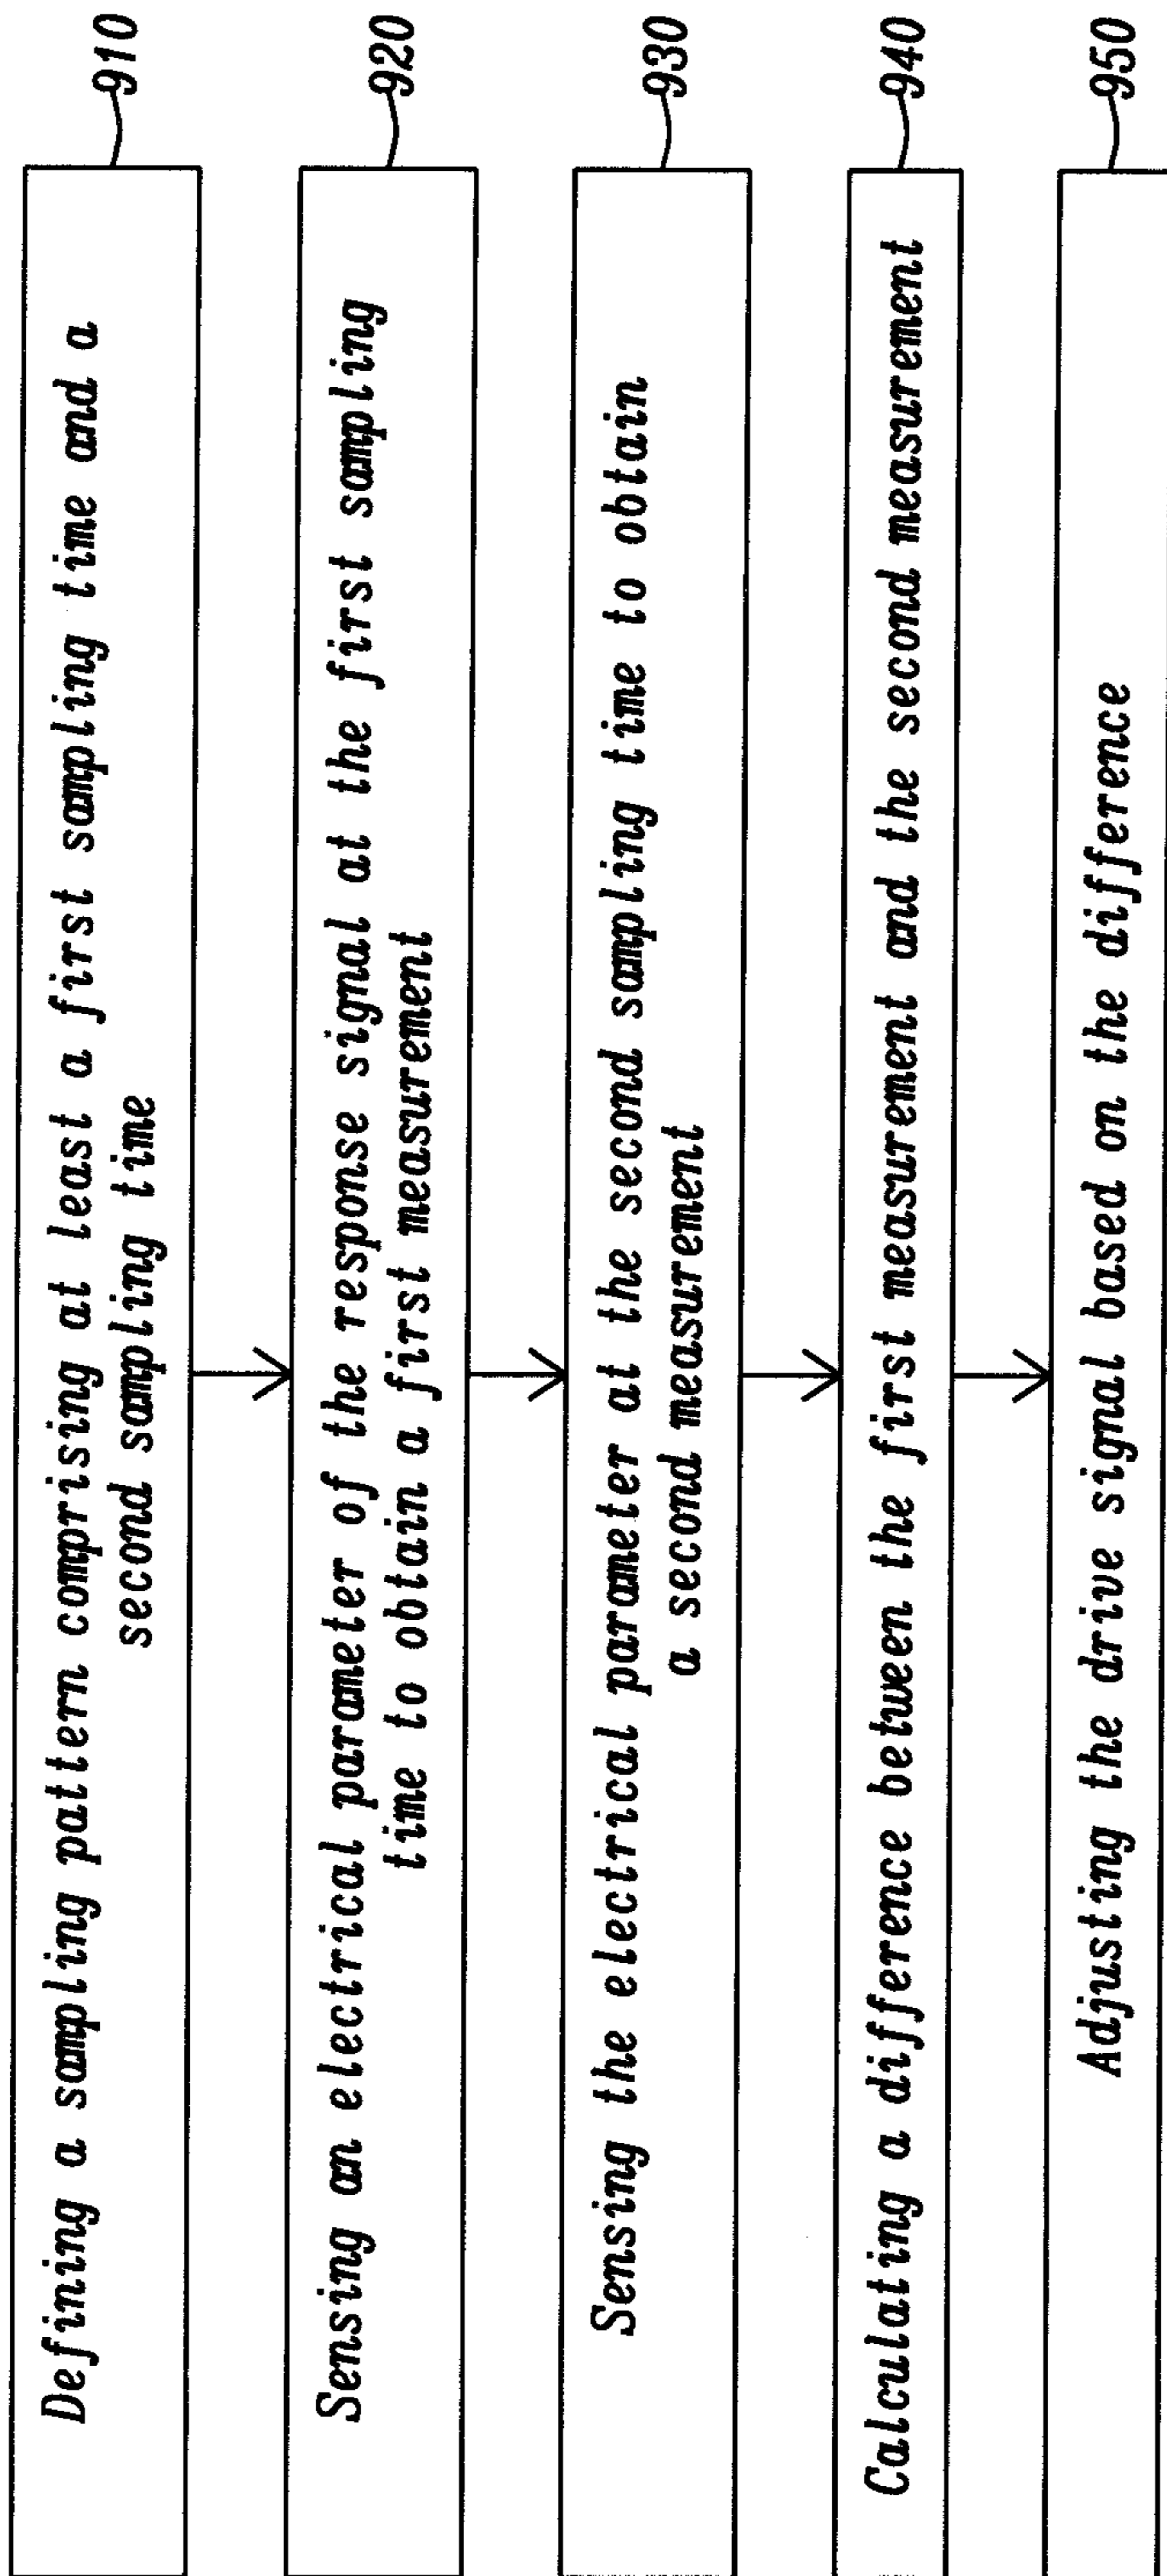 Defining a sampling pattern comprising at least a first sampling time and a
second sampling time
910
Sensing an electrical parameter of the response signal at the first sampling
time to obtain a first measurement
920
Sensing the electrical parameter at the second sampling time to obtain
a second measurement
930
Calculating a difference between the first measurement and the second measurement
940
Adjusting the drive signal based on the difference
950